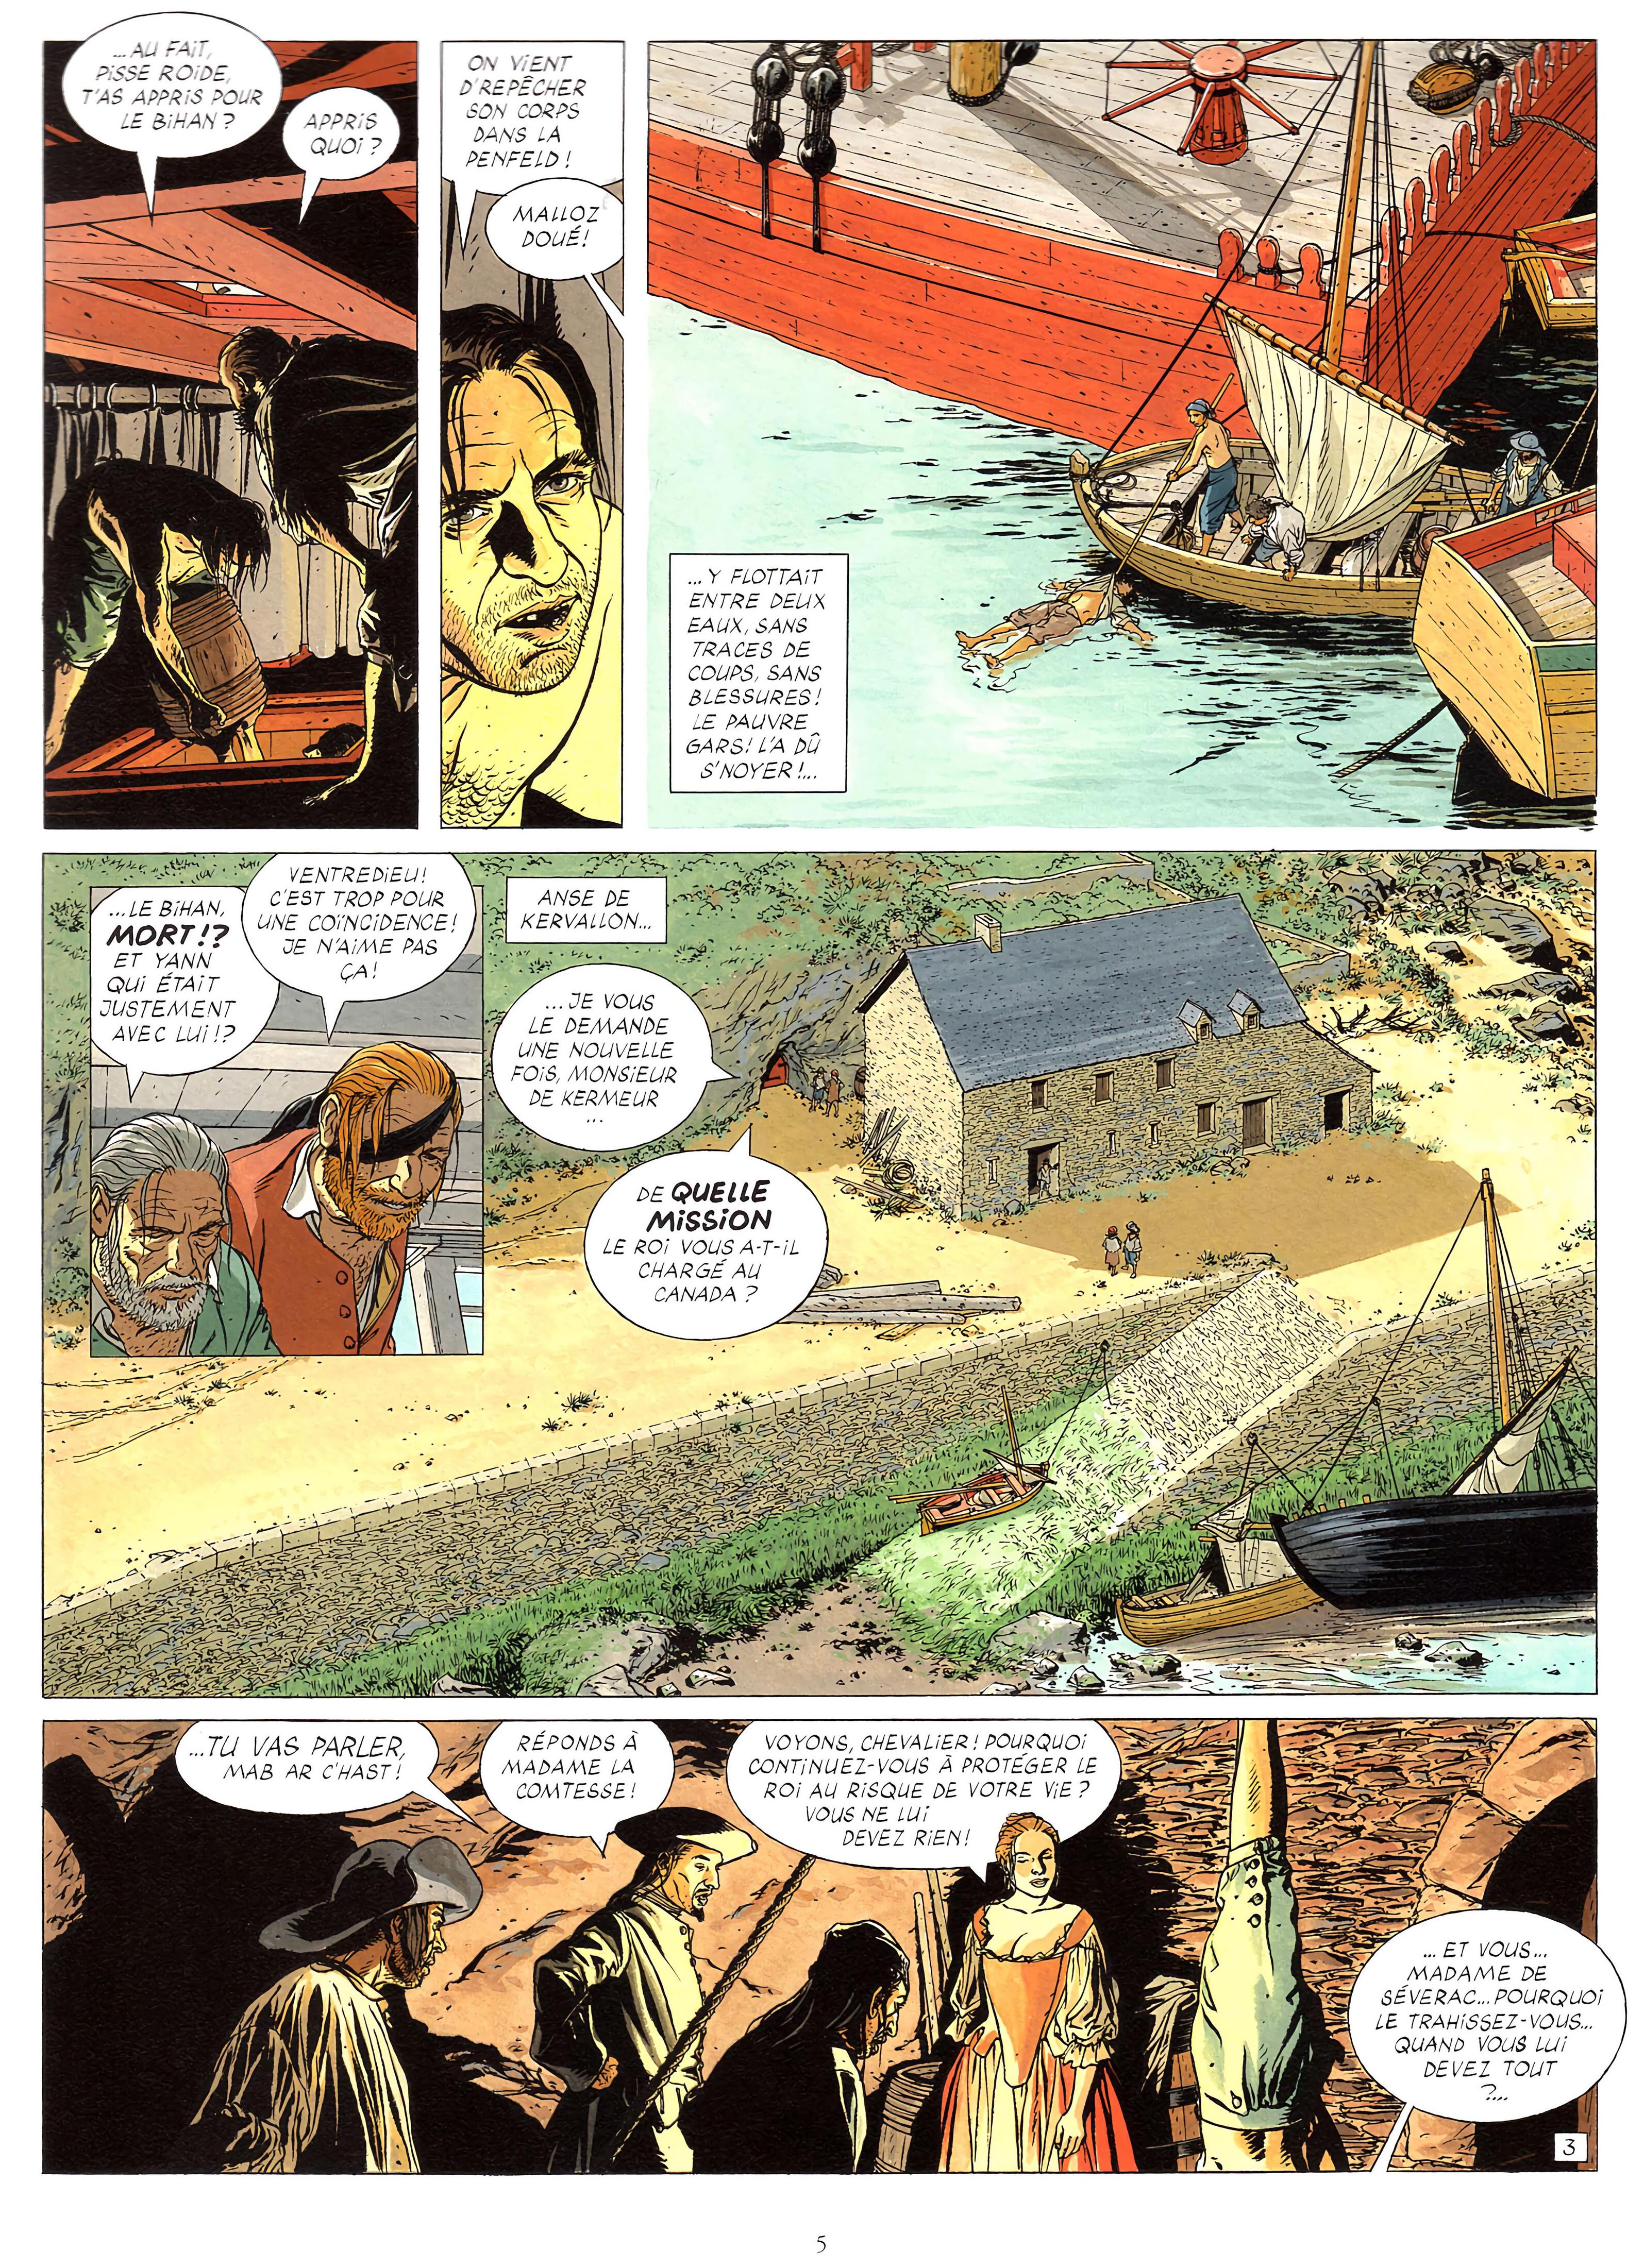 ...AU FAIT,
PISSE ROIDE,
T'AS APPRIS POUR
LE BIHAN ?
APPRIS
QUOI ?
ON VIENT
D'REPÊCHER
SON CORPS
DANS LA
PENFELD !
MALLOZ
DOUÉ !
...Y FLOTTAIT
ENTRE DEUX
EAUX, SANS
TRACES DE
COUPS, SANS
BLESSURES !
LE PAUVRE
GARS ! L'A DÛ
S'NOYER !...
...LE BIHAN,
MORT !?
ET YANN
QUI ÉTAIT
JUSTEMENT
AVEC LUI !?
VENTREDIEU !
C'EST TROP POUR
UNE COÏNCIDENCE !
JE N'AIME PAS
ÇA !
ANSE DE
KERVALLON...
...JE VOUS
LE DEMANDE
UNE NOUVELLE
FOIS, MONSIEUR
DE KERMEUR
...
DE QUELLE
MISSION
LE ROI VOUS A-T-IL
CHARGÉ AU
CANADA ?
...TU VAS PARLER,
MAB AR C'HAST !
RÉPONDS À
MADAME LA
COMTESSE !
VOYONS, CHEVALIER ! POURQUOI
CONTINUEZ-VOUS À PROTÉGER LE
ROI AU RISQUE DE VOTRE VIE ?
VOUS NE LUI
DEVEZ RIEN !
... ET VOUS...
MADAME DE
SÉVERAC... POURQUOI
LE TRAHISSEZ-VOUS...
QUAND VOUS LUI
DEVEZ TOUT
?....
3
5